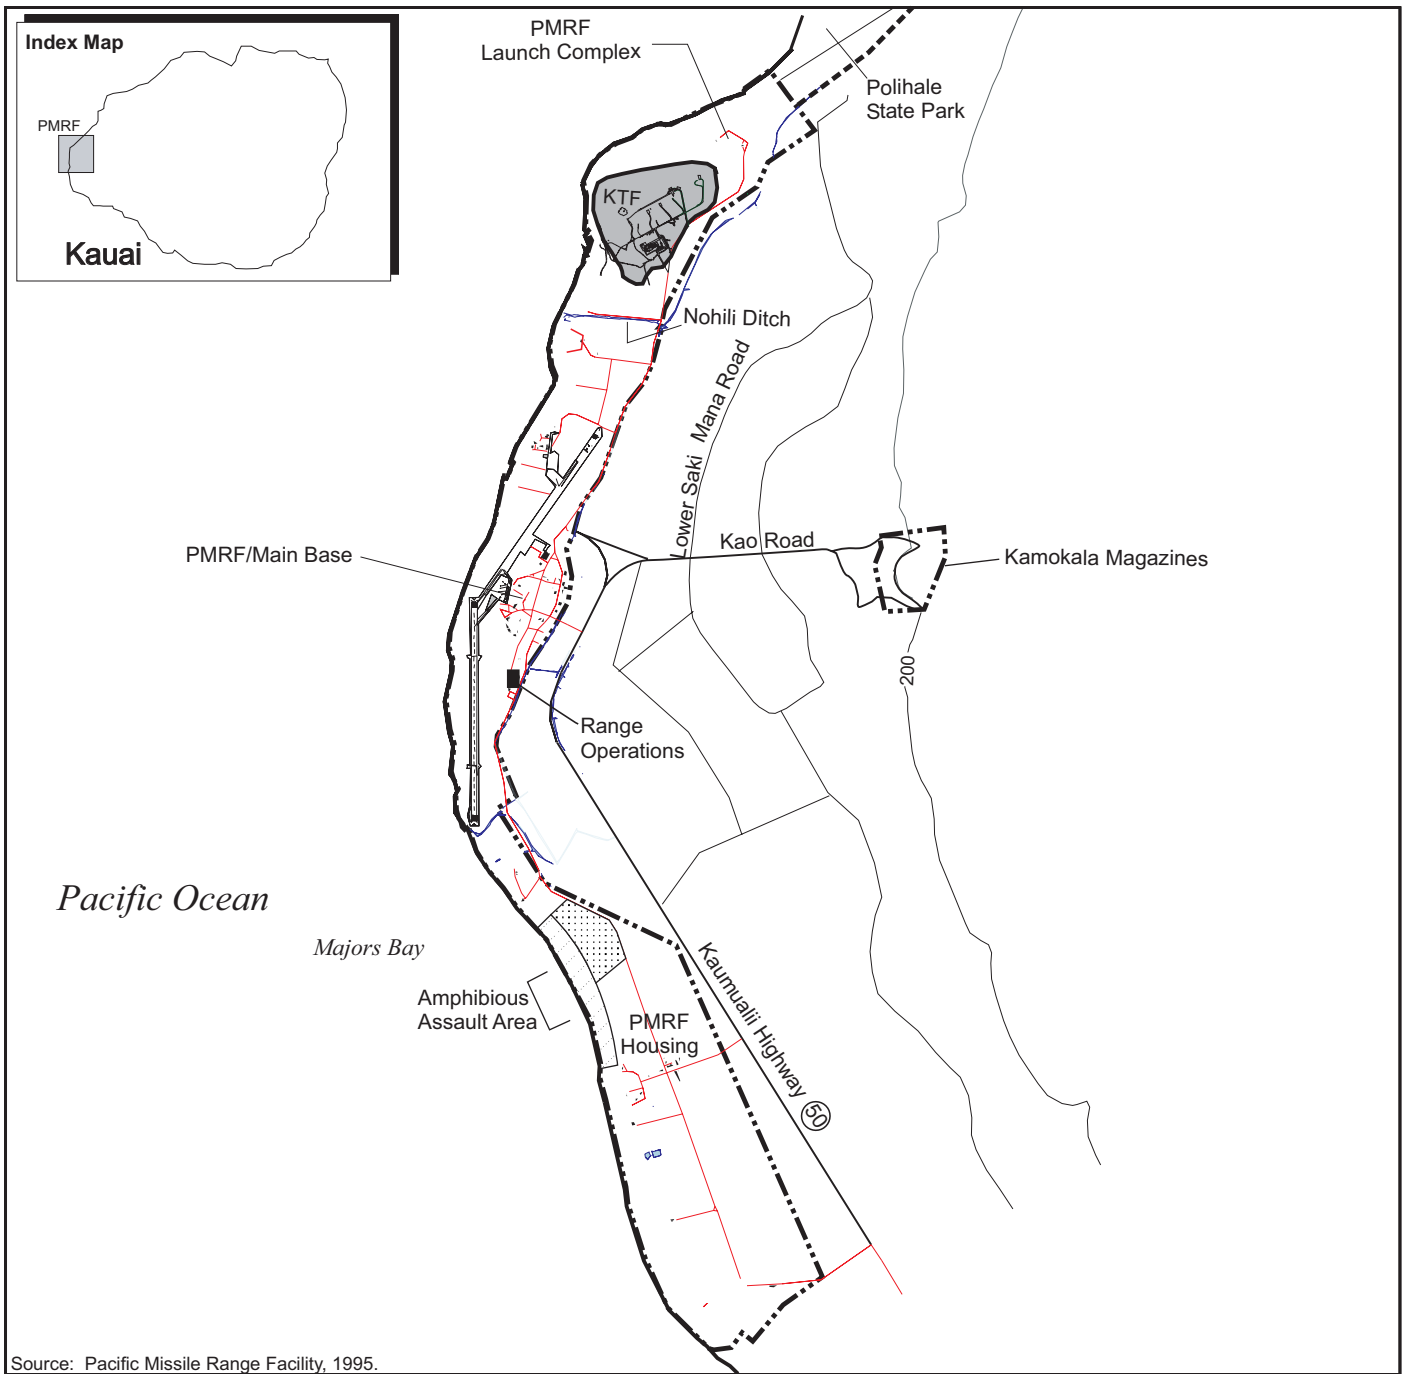 Index Map
PMRF
Kauai
PMRF
Launch Complex
Polihale
State Park
KTF
Nohili Ditch
Lower Saki Mana Road
Kao Road
PMRF/Main Base
Kamokala Magazines
200
Range
Operations
Pacific Ocean
Majors Bay
Amphibious
Assault Area
PMRF
Housing
Kaumualii Highway 50
Source: Pacific Missile Range Facility, 1995.